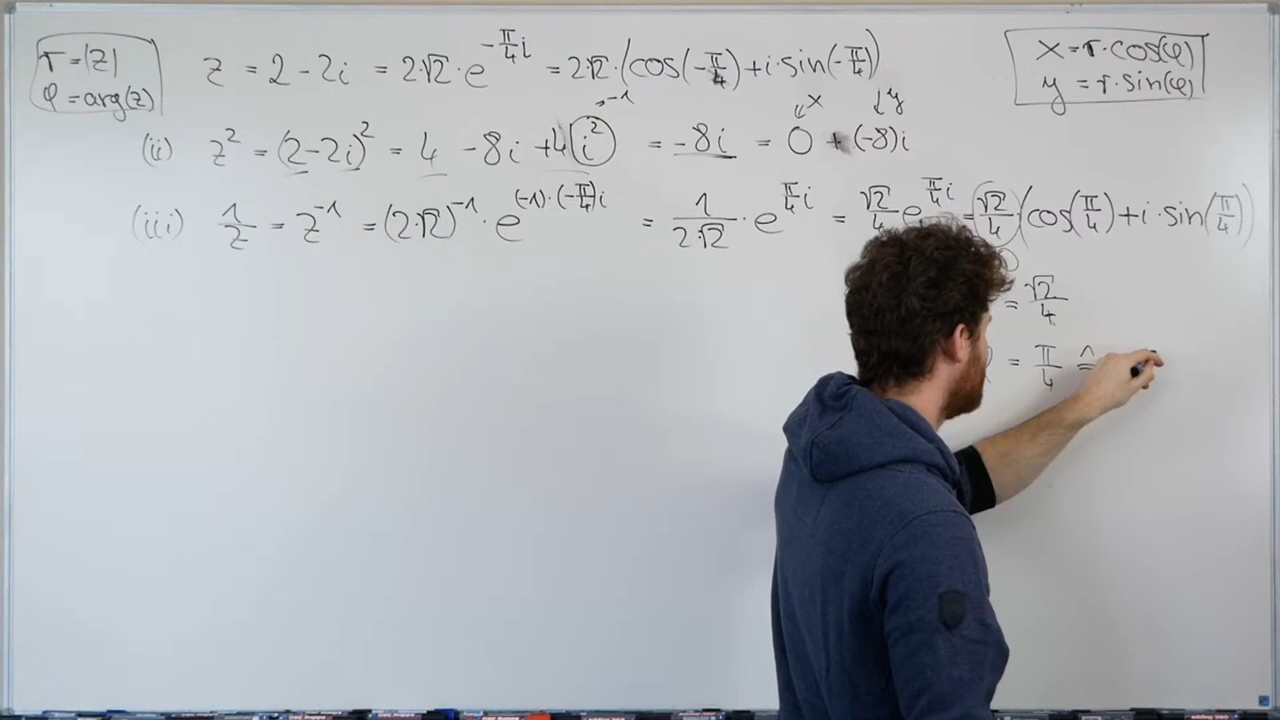 r = |z|
φ = arg(z)
z = 2 - 2i = 2·√2 · e^{-π/4 i} = 2√2 · (cos(-π/4) + i · sin(-π/4))
x = r · cos(φ)
y = r · sin(φ)
→ -1
x
y
(ii) z² = (2-2i)² = 4 - 8i + 4i² = -8i = 0 + (-8)i
(iii) 1/z = z^{-1} = (2·√2)^{-1} · e^{(-1)·(-π/4)i} = 1/(2·√2) · e^{π/4 i} = √2/4 e^{π/4 i} = √2/4 (cos(π/4) + i · sin(π/4))
= √2/4
= π/4 ≙